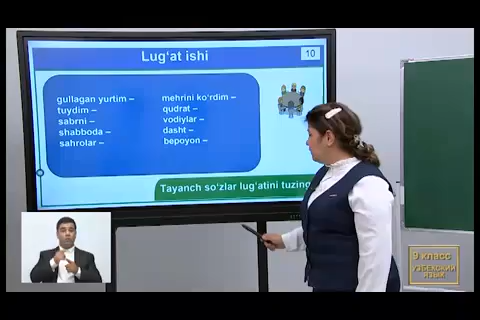 Lug‘at ishi
10
gullagan yurtim –
tuydim –
sabrni –
shabboda –
sahrolar –
mehrini ko‘rdim –
qudrat –
vodiylar –
dasht –
bepoyon –
Tayanch so‘zlar lug‘atini tuzing
9 класс
УЗБЕКСКИЙ
ЯЗЫК